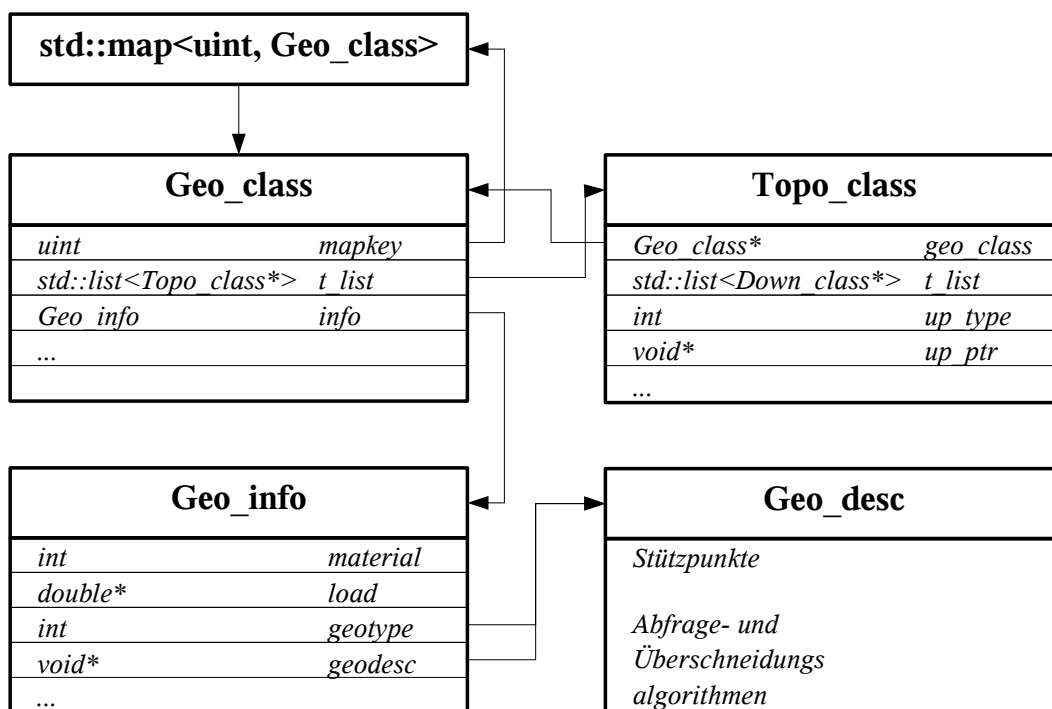 std::map<uint, Geo_class>
Geo_class
uint mapkey
std::list<Topo_class*> t_list
Geo_info info
...
Topo_class
Geo_class* geo_class
std::list<Down_class*> t_list
int up_type
void* up_ptr
...
Geo_info
int material
double* load
int geotype
void* geodesc
...
Geo_desc
Stützpunkte
Abfrage- und
Überschneidungs
algorithmen